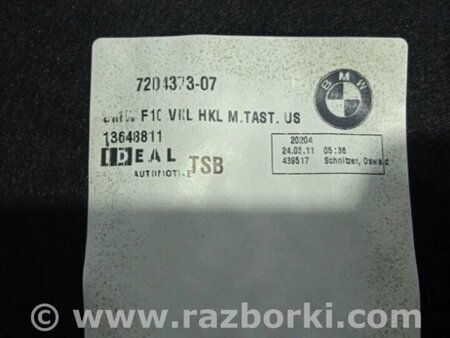 7204373-07
BMW F10 VKL HKL M.TAST. US
13648811
IDEAL
AUTOMOTIVE
TSB
BMW
20204
24.03.11 05:38
439517 Schnitzer, Oswald
© www.razborki.com